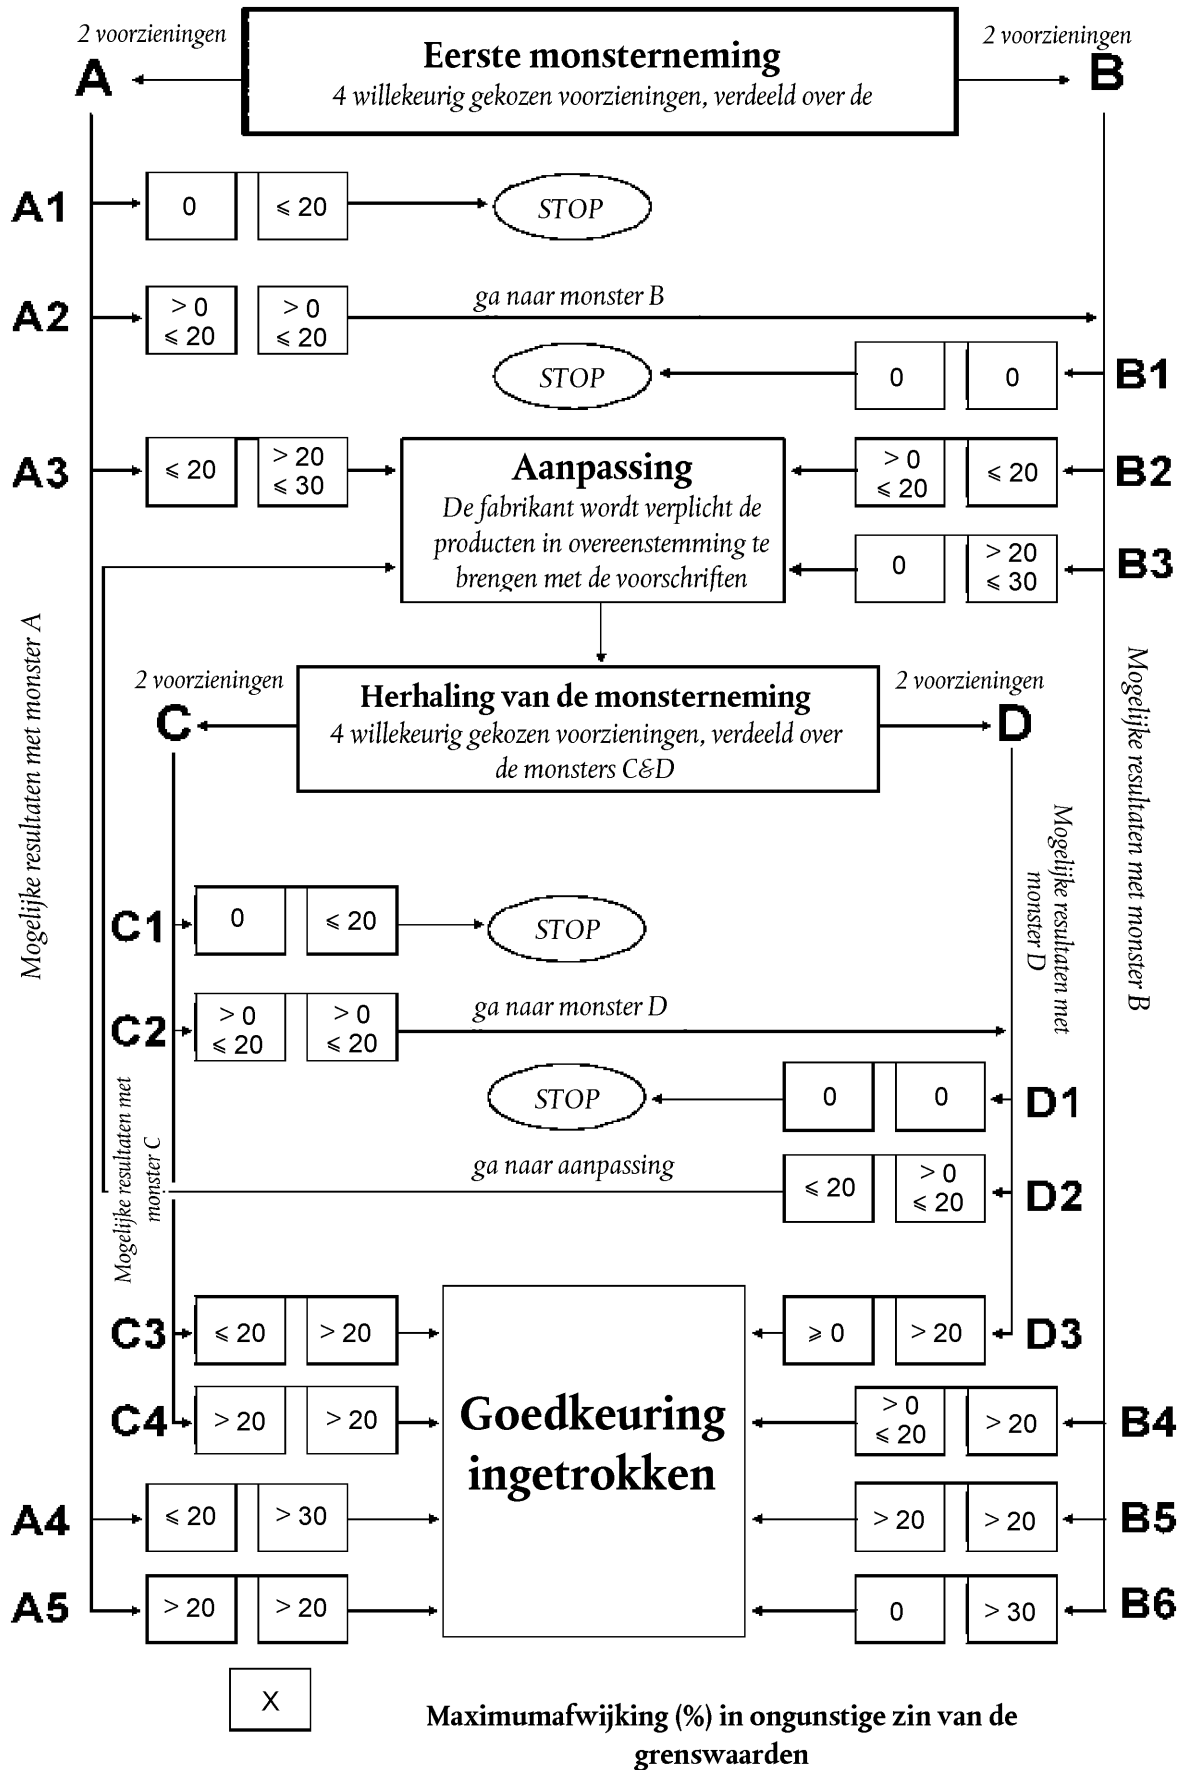 2 voorzieningen
2 voorzieningen
A
Eerste monsterneming
4 willekeurig gekozen voorzieningen, verdeeld over de
B
A1
0
⩽ 20
STOP
A2
> 0
⩽ 20
> 0
⩽ 20
ga naar monster B
STOP
0
0
B1
A3
⩽ 20
> 20
⩽ 30
Aanpassing
De fabrikant wordt verplicht de
producten in overeenstemming te
brengen met de voorschriften
> 0
⩽ 20
⩽ 20
B2
0
> 20
⩽ 30
B3
Mogelijke resultaten met monster A
Mogelijke resultaten met monster B
2 voorzieningen
C
Herhaling van de monsterneming
4 willekeurig gekozen voorzieningen, verdeeld over
de monsters C&D
2 voorzieningen
D
Mogelijke resultaten met
monster D
C1
0
⩽ 20
STOP
C2
> 0
⩽ 20
> 0
⩽ 20
ga naar monster D
Mogelijke resultaten met
monster C
STOP
0
0
D1
ga naar aanpassing
⩽ 20
> 0
⩽ 20
D2
C3
⩽ 20
> 20
Goedkeuring
ingetrokken
⩾ 0
> 20
D3
C4
> 20
> 20
> 0
⩽ 20
> 20
B4
A4
⩽ 20
> 30
> 20
> 20
B5
A5
> 20
> 20
0
> 30
B6
X
Maximumafwijking (%) in ongunstige zin van de
grenswaarden